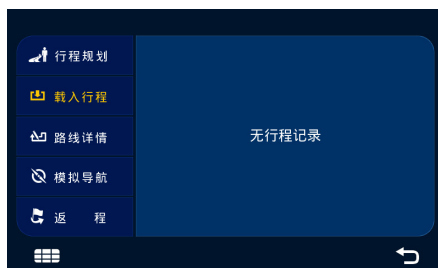 行程规划
载入行程
路线详情
模拟导航
返 程
无行程记录